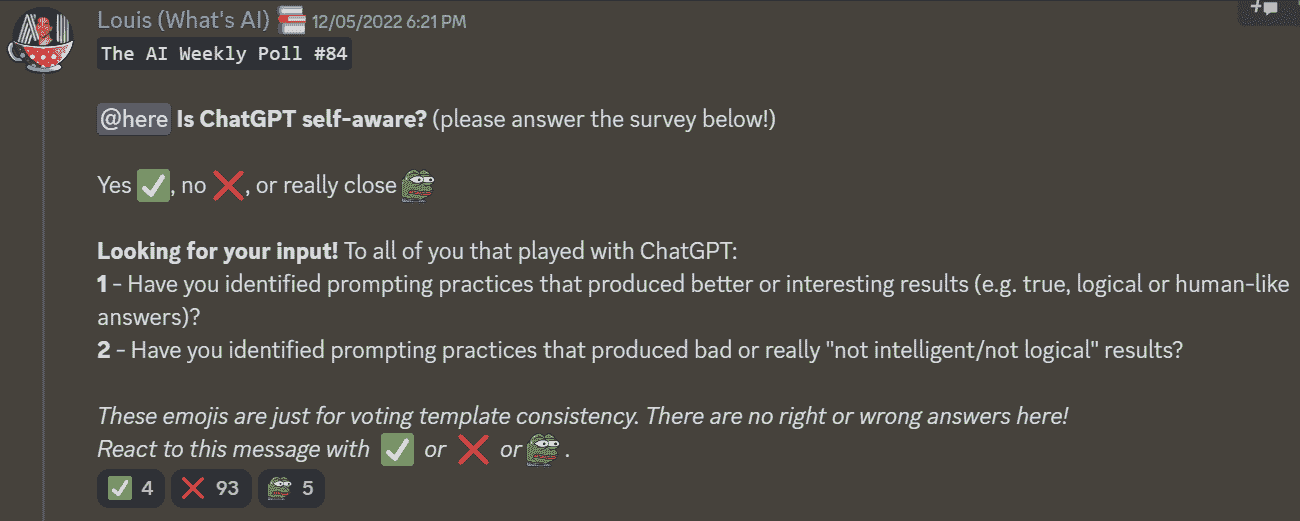 Louis (What's AI) 12/05/2022 6:21 PM
The AI Weekly Poll #84
@here Is ChatGPT self-aware? (please answer the survey below!)
Yes ✅, no ❌, or really close
Looking for your input! To all of you that played with ChatGPT:
1 - Have you identified prompting practices that produced better or interesting results (e.g. true, logical or human-like
answers)?
2 - Have you identified prompting practices that produced bad or really "not intelligent/not logical" results?
These emojis are just for voting template consistency. There are no right or wrong answers here!
React to this message with ✅ or ❌ or .
✅ 4 ❌ 93 5